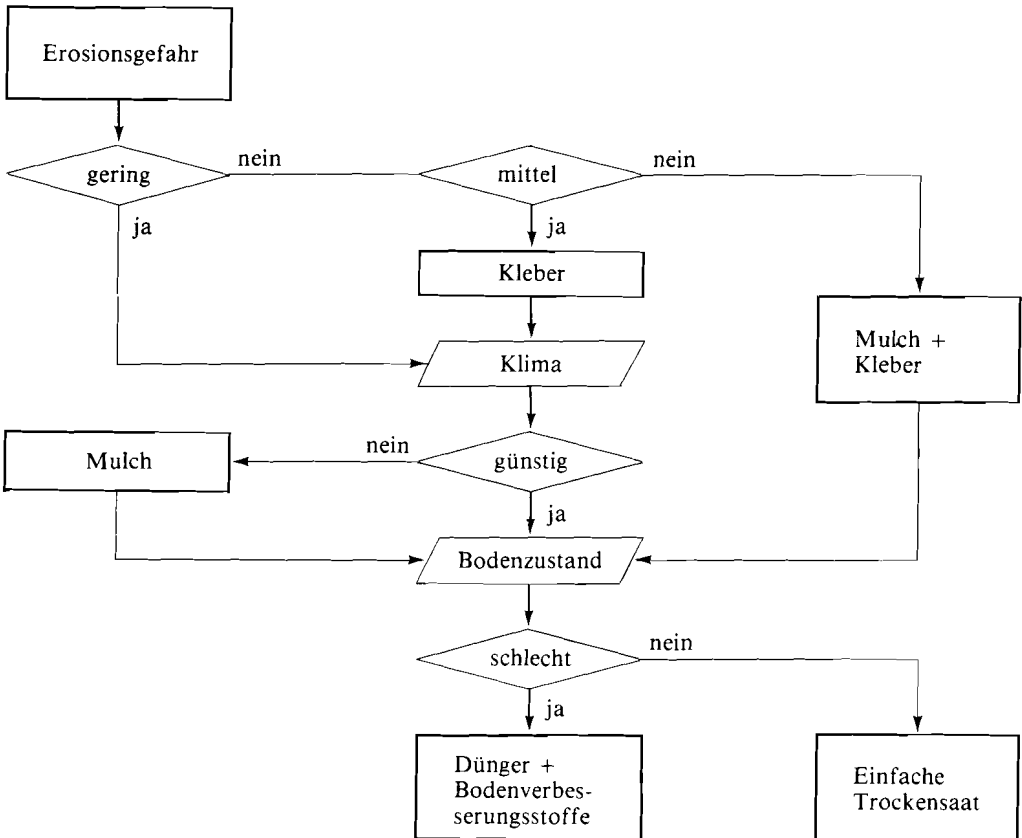 Erosionsgefahr
gering
nein
mittel
nein
ja
ja
Kleber
Mulch +
Kleber
Klima
Mulch
nein
günstig
ja
Bodenzustand
schlecht
nein
ja
Dünger +
Bodenverbes-
serungsstoffe
Einfache
Trockensaat